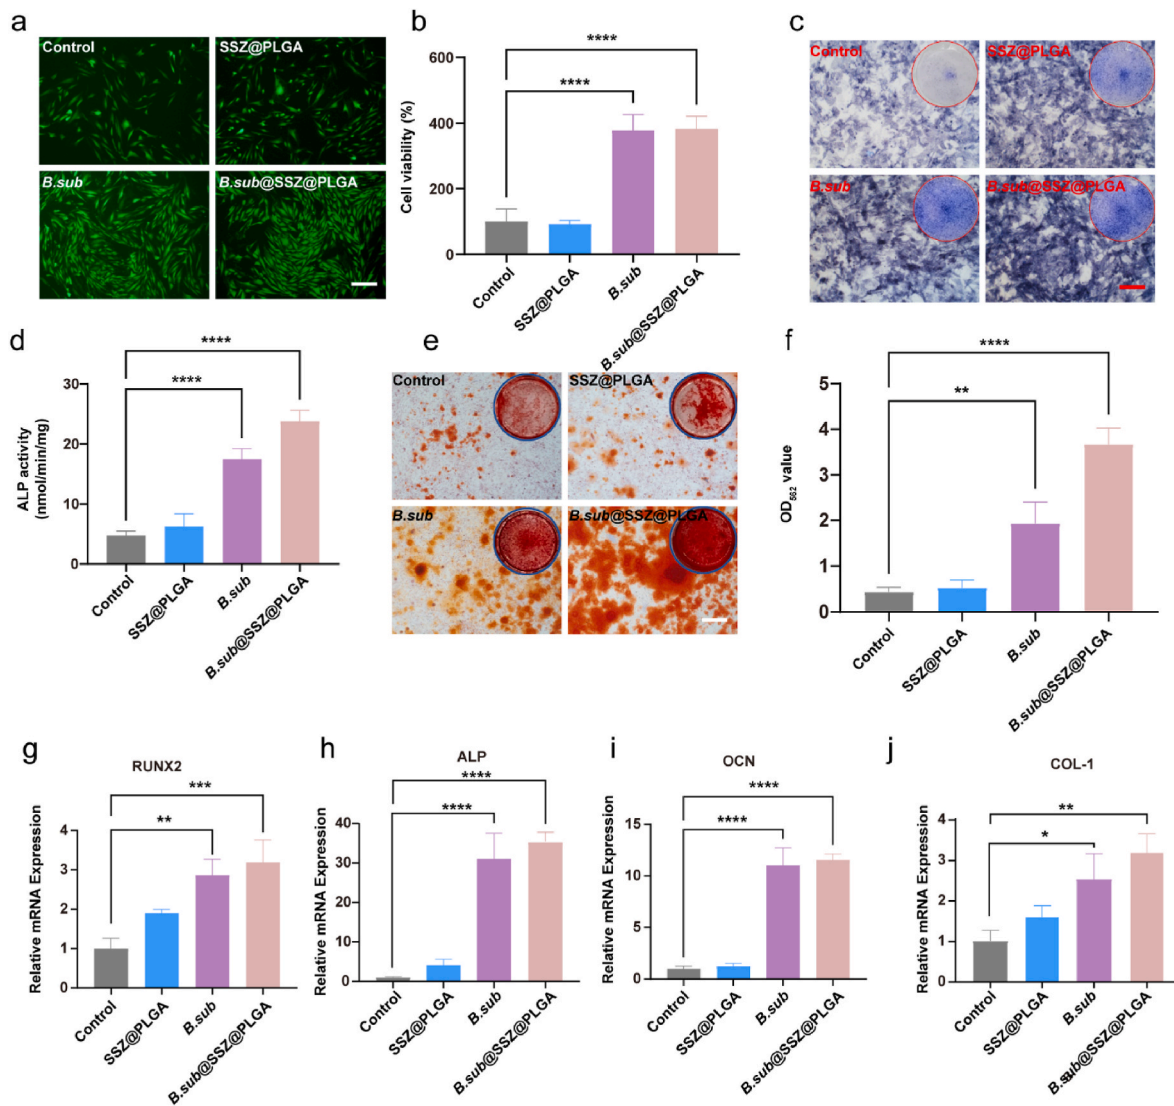 a
Control
SSZ@PLGA
B.sub
B.sub@SSZ@PLGA
b
Cell viability (%)
600
400
200
0
****
****
Control
SSZ@PLGA
B.sub
B.sub@SSZ@PLGA
c
Control
SSZ@PLGA
B.sub
B.sub@SSZ@PLGA
d
ALP activity
(nmol/min/mg)
30
20
10
0
****
****
Control
SSZ@PLGA
B.sub
B.sub@SSZ@PLGA
e
Control
SSZ@PLGA
B.sub
B.sub@SSZ@PLGA
f
OD562 value
5
4
3
2
1
0
****
**
Control
SSZ@PLGA
B.sub
B.sub@SSZ@PLGA
g
RUNX2
Relative mRNA Expression
4
3
2
1
0
***
**
Control
SSZ@PLGA
B.sub
B.sub@SSZ@PLGA
h
ALP
Relative mRNA Expression
40
30
20
10
0
****
****
Control
SSZ@PLGA
B.sub
B.sub@SSZ@PLGA
i
OCN
Relative mRNA Expression
15
10
5
0
****
****
Control
SSZ@PLGA
B.sub
B.sub@SSZ@PLGA
j
COL-1
Relative mRNA Expression
4
3
2
1
0
**
*
Control
SSZ@PLGA
B.sub
B.sub@SSZ@PLGA